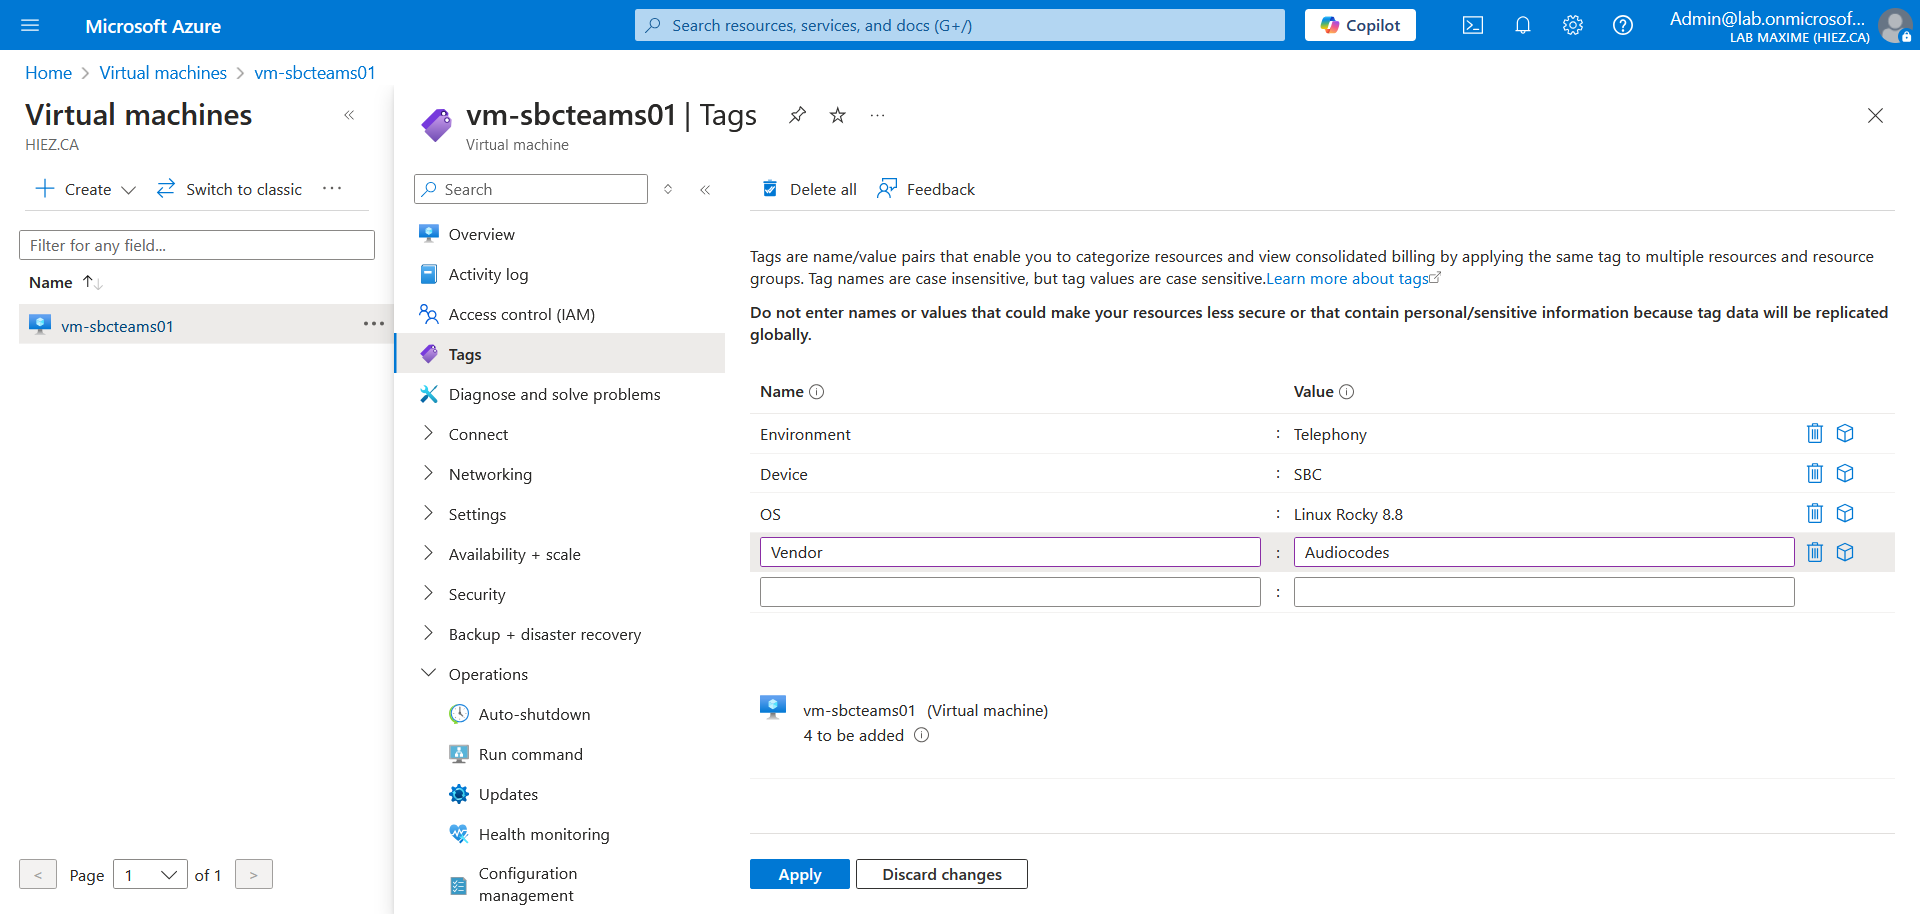 Microsoft Azure
Search resources, services, and docs (G+/)
Copilot
Admin@lab.onmicrosof...
LAB MAXIME (HIEZ.CA)
Home > Virtual machines > vm-sbcteams01
Virtual machines
HIEZ.CA
Create
Switch to classic
Filter for any field...
Name
vm-sbcteams01
< Page 1 of 1 >
vm-sbcteams01 | Tags
Virtual machine
Search
Overview
Activity log
Access control (IAM)
Tags
Diagnose and solve problems
Connect
Networking
Settings
Availability + scale
Security
Backup + disaster recovery
Operations
Auto-shutdown
Run command
Updates
Health monitoring
Configuration
management
Delete all
Feedback
Tags are name/value pairs that enable you to categorize resources and view consolidated billing by applying the same tag to multiple resources and resource
groups. Tag names are case insensitive, but tag values are case sensitive.Learn more about tags
Do not enter names or values that could make your resources less secure or that contain personal/sensitive information because tag data will be replicated
globally.
Name Value
Environment : Telephony
Device : SBC
OS : Linux Rocky 8.8
Vendor : Audiocodes
:
vm-sbcteams01 (Virtual machine)
4 to be added
Apply
Discard changes